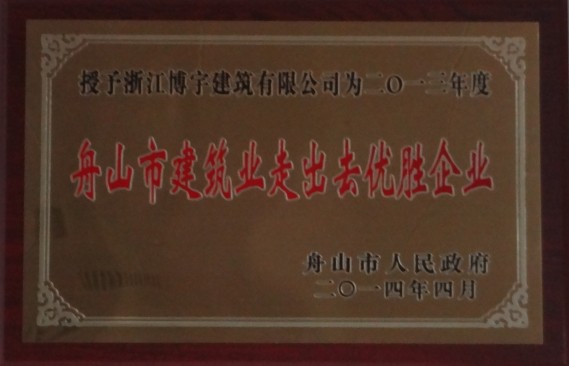 授予浙江博宇建筑有限公司为二〇一三年度
舟山市建筑业走出去优胜企业
舟山市人民政府
二〇一四年四月